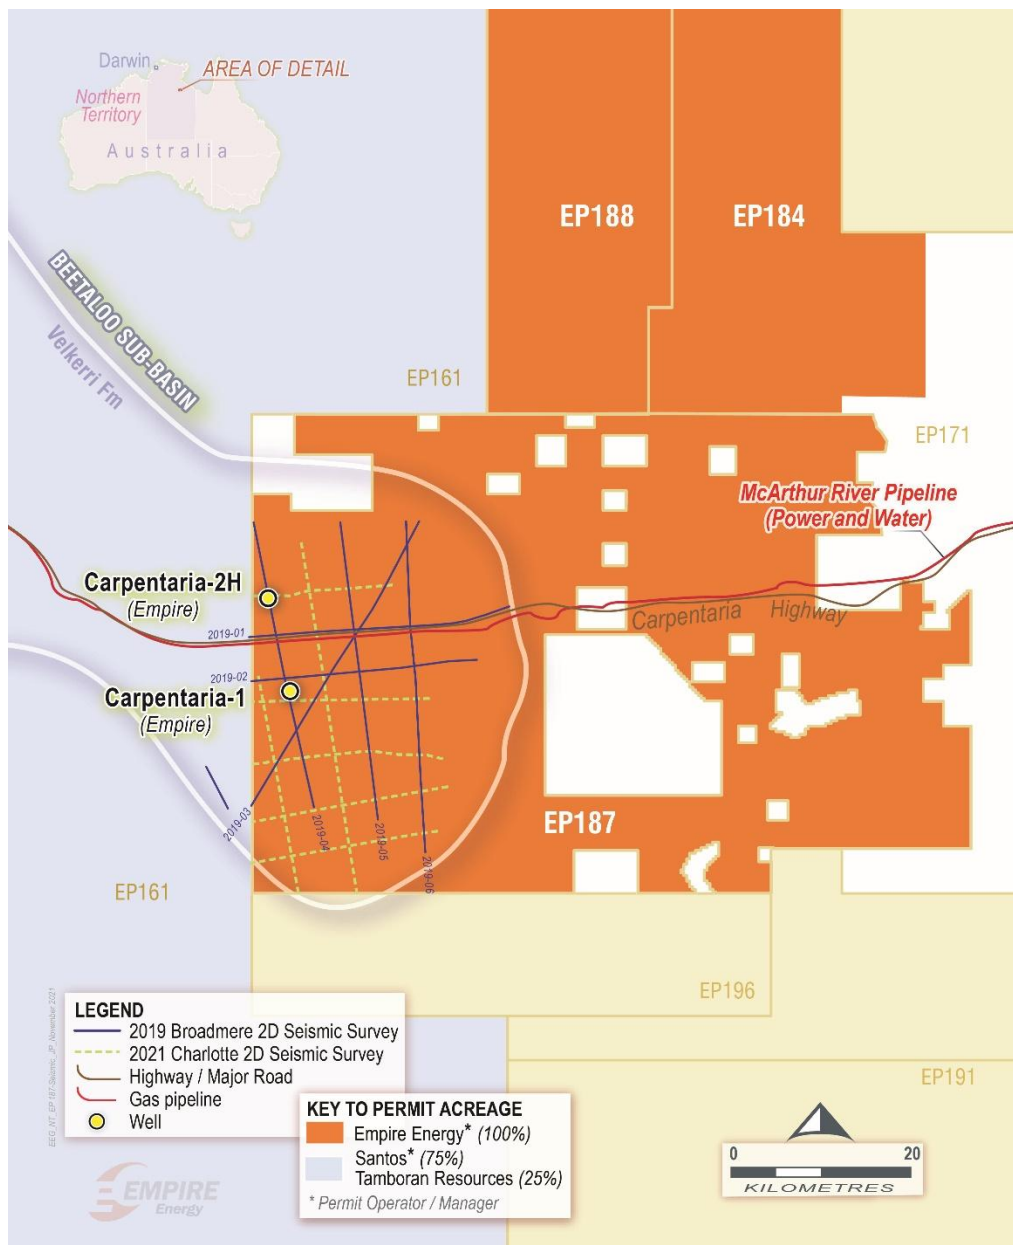 Darwin
AREA OF DETAIL
Northern
Territory
Australia
EP188
EP184
BEETALOO SUB-BASIN
Velkerri Fm
EP161
EP171
McArthur River Pipeline
(Power and Water)
Carpentaria-2H
(Empire)
Carpentaria Highway
2019-01
2019-02
Carpentaria-1
(Empire)
2019-03
2019-04
2019-05
2019-06
EP187
EP161
EP196
EP191
EEG_NT_EP187-Seismic_JP_November 2021
LEGEND
2019 Broadmere 2D Seismic Survey
2021 Charlotte 2D Seismic Survey
Highway / Major Road
Gas pipeline
Well
KEY TO PERMIT ACREAGE
Empire Energy* (100%)
Santos* (75%)
Tamboran Resources (25%)
* Permit Operator / Manager
0 20
KILOMETRES
EMPIRE
Energy